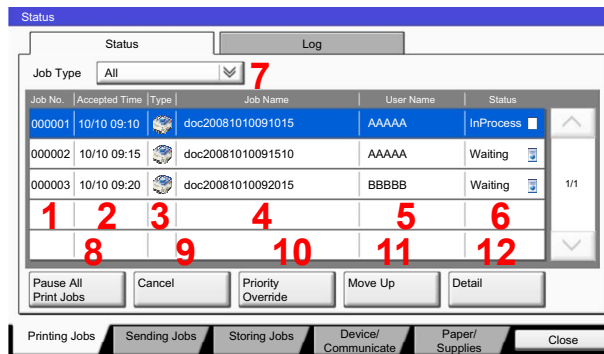 Status
Status Log
Job Type All 7
Job No. Accepted Time Type Job Name User Name Status
000001 10/10 09:10 doc20081010091015 AAAAA InProcess
000002 10/10 09:15 doc20081010091510 AAAAA Waiting
000003 10/10 09:20 doc20081010092015 BBBBB Waiting 1/1
1 2 3 4 5 6
8 9 10 11 12
Pause All
Print Jobs
Cancel
Priority
Override
Move Up
Detail
Printing Jobs
Sending Jobs
Storing Jobs
Device/
Communicate
Paper/
Supplies
Close